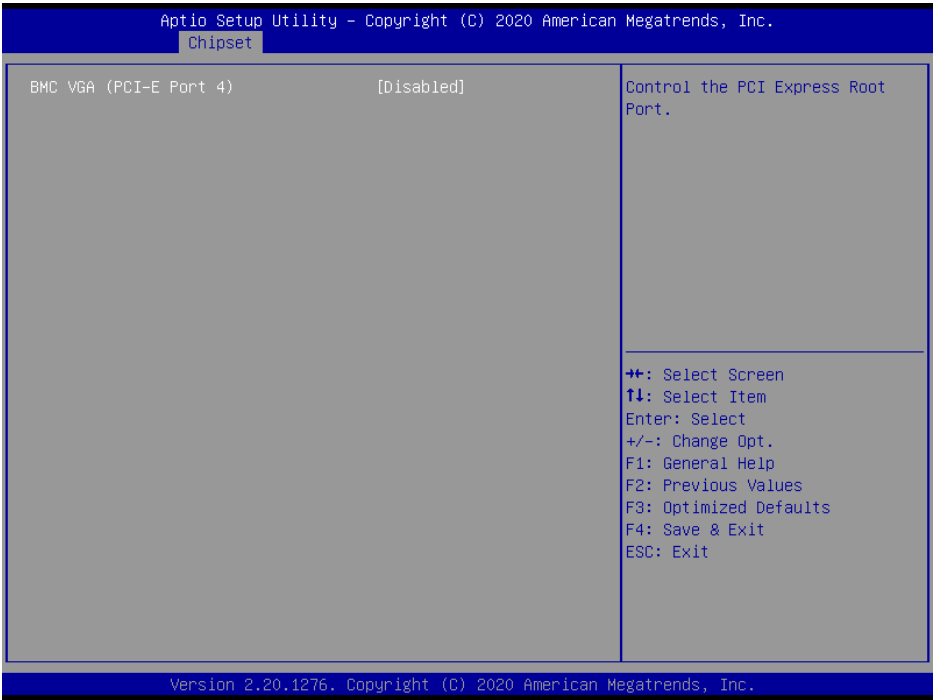 Aptio Setup Utility – Copyright (C) 2020 American Megatrends, Inc.
Chipset
BMC VGA (PCI-E Port 4) [Disabled]
Control the PCI Express Root
Port.
→←: Select Screen
↑↓: Select Item
Enter: Select
+/-: Change Opt.
F1: General Help
F2: Previous Values
F3: Optimized Defaults
F4: Save & Exit
ESC: Exit
Version 2.20.1276. Copyright (C) 2020 American Megatrends, Inc.